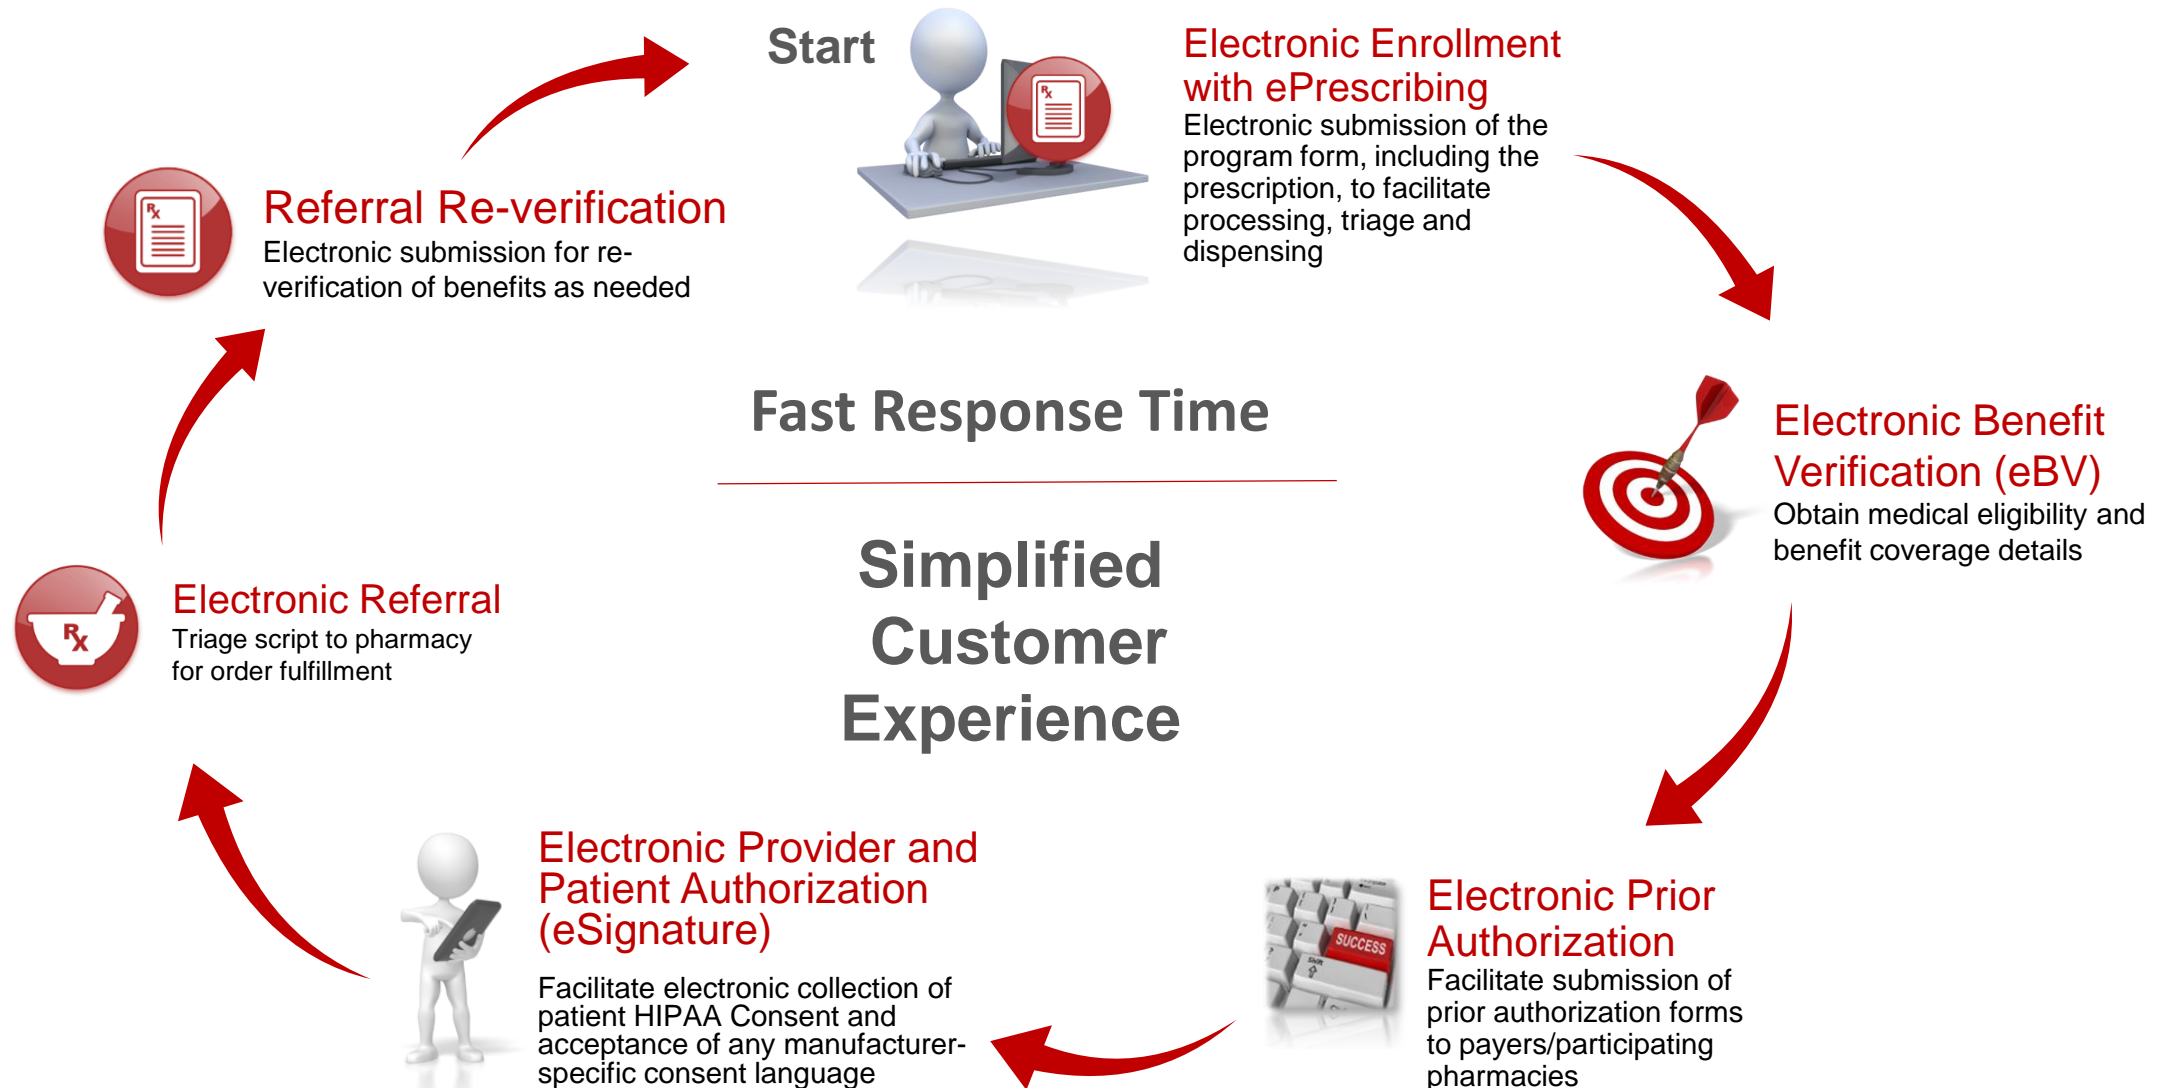 Start
Electronic Enrollment
with ePrescribing
Electronic submission of the
program form, including the
prescription, to facilitate
processing, triage and
dispensing
Electronic Benefit
Verification (eBV)
Obtain medical eligibility and
benefit coverage details
Electronic Prior
Authorization
Facilitate submission of
prior authorization forms
to payers/participating
pharmacies
SUCCESS
Shift
Electronic Provider and
Patient Authorization
(eSignature)
Facilitate electronic collection of
patient HIPAA Consent and
acceptance of any manufacturer-
specific consent language
Electronic Referral
Triage script to pharmacy
for order fulfillment
Rx
Referral Re-verification
Electronic submission for re-
verification of benefits as needed
Rx
Rx
Fast Response Time
Simplified
Customer
Experience